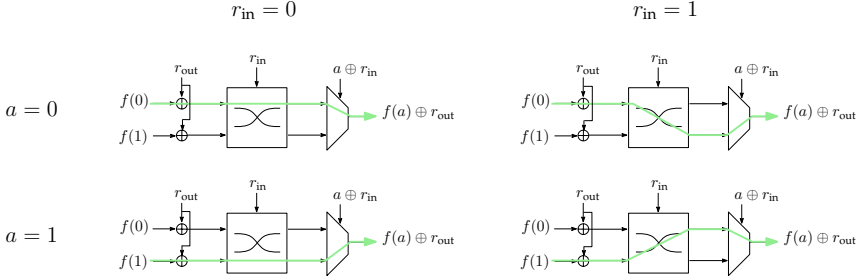 r_in = 0
r_in = 1
a = 0
r_out
r_in
a ⊕ r_in
f(0)
f(1)
f(a) ⊕ r_out
r_out
r_in
a ⊕ r_in
f(0)
f(1)
f(a) ⊕ r_out
a = 1
r_out
r_in
a ⊕ r_in
f(0)
f(1)
f(a) ⊕ r_out
r_out
r_in
a ⊕ r_in
f(0)
f(1)
f(a) ⊕ r_out